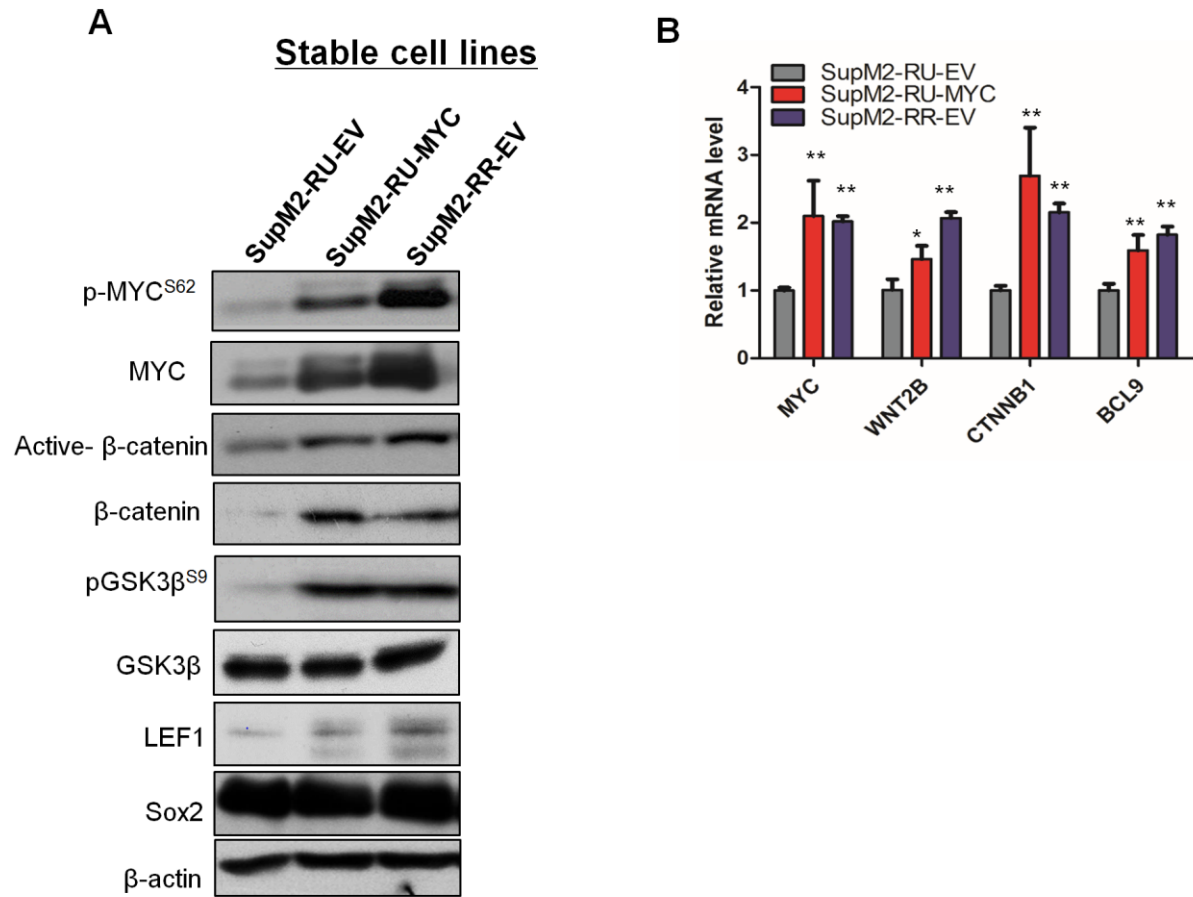 A
Stable cell lines
SupM2-RU-EV
SupM2-RU-MYC
SupM2-RR-EV
p-MYCS62
MYC
Active- β-catenin
β-catenin
pGSK3βS9
GSK3β
LEF1
Sox2
β-actin
B
SupM2-RU-EV
SupM2-RU-MYC
SupM2-RR-EV
Relative mRNA level
4
3
2
1
0
** **
* **
** **
** **
MYC
WNT2B
CTNNB1
BCL9